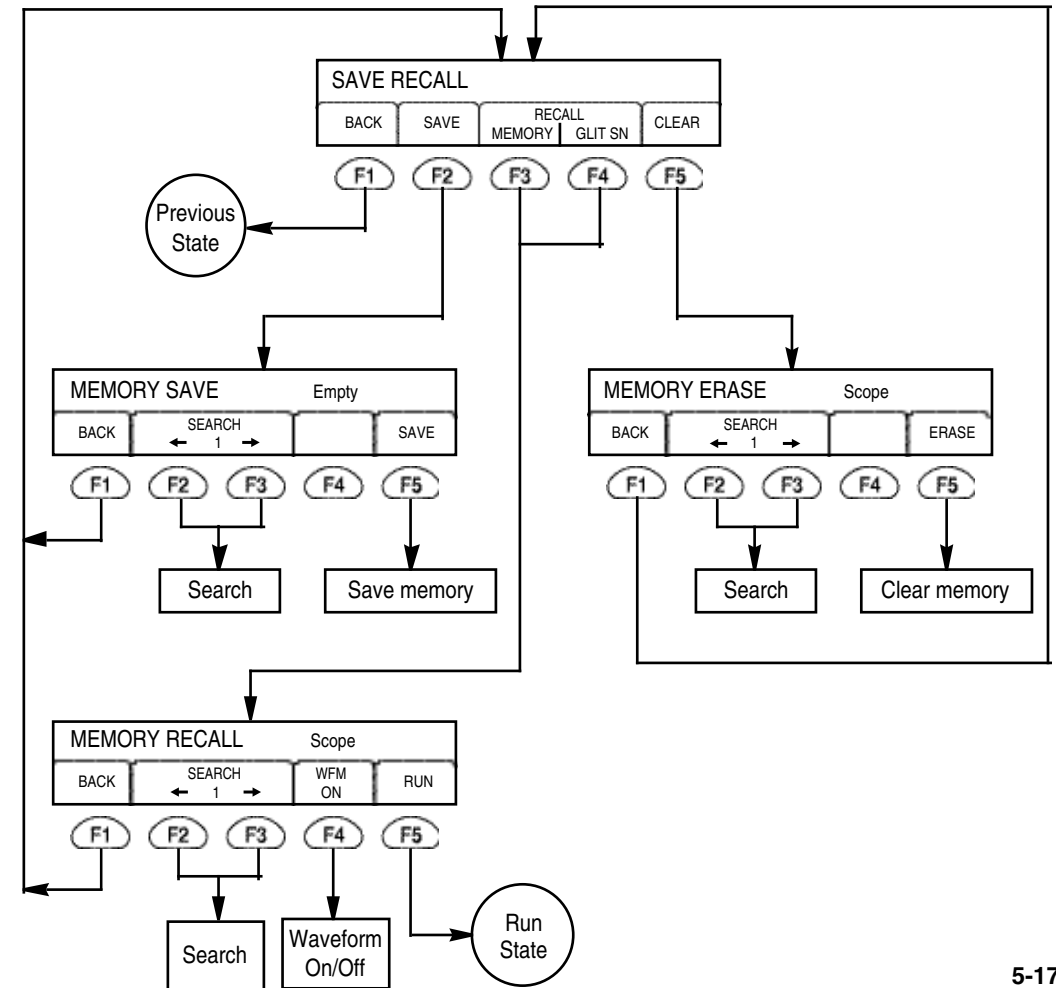 SAVE RECALL
BACK SAVE RECALL CLEAR
MEMORY GLIT SN
F1 F2 F3 F4 F5
Previous
State
MEMORY SAVE Empty
BACK SEARCH SAVE
← 1 →
F1 F2 F3 F4 F5
Search
Save memory
MEMORY ERASE Scope
BACK SEARCH ERASE
← 1 →
F1 F2 F3 F4 F5
Search
Clear memory
MEMORY RECALL Scope
BACK SEARCH WFM RUN
← 1 → ON
F1 F2 F3 F4 F5
Search
Waveform
On/Off
Run
State
5-17